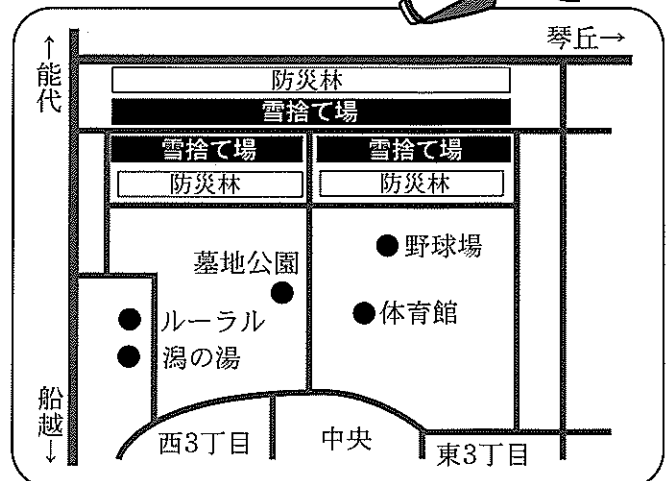 琴丘→
↑能代
防災林
雪捨て場
雪捨て場
雪捨て場
防災林
防災林
野球場
墓地公園
体育館
ルーラル
潟の湯
船越↓
西3丁目
中央
東3丁目